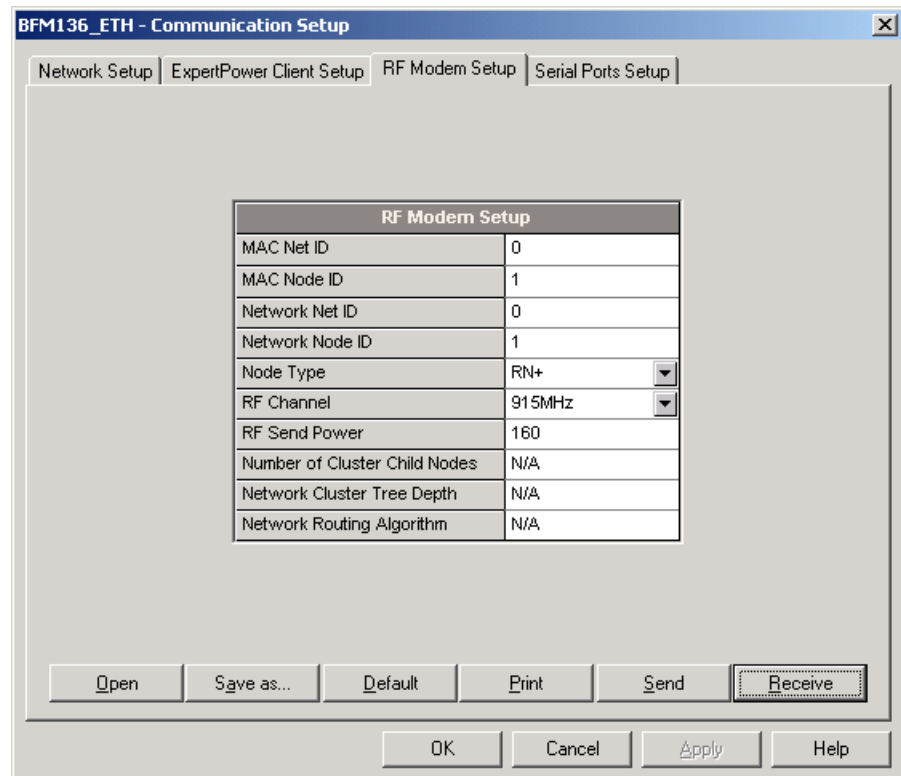 BFM136_ETH - Communication Setup
Network Setup ExpertPower Client Setup RF Modem Setup Serial Ports Setup
RF Modem Setup
MAC Net ID 0
MAC Node ID 1
Network Net ID 0
Network Node ID 1
Node Type RN+
RF Channel 915MHz
RF Send Power 160
Number of Cluster Child Nodes N/A
Network Cluster Tree Depth N/A
Network Routing Algorithm N/A
Open Save as... Default Print Send Receive
OK Cancel Apply Help